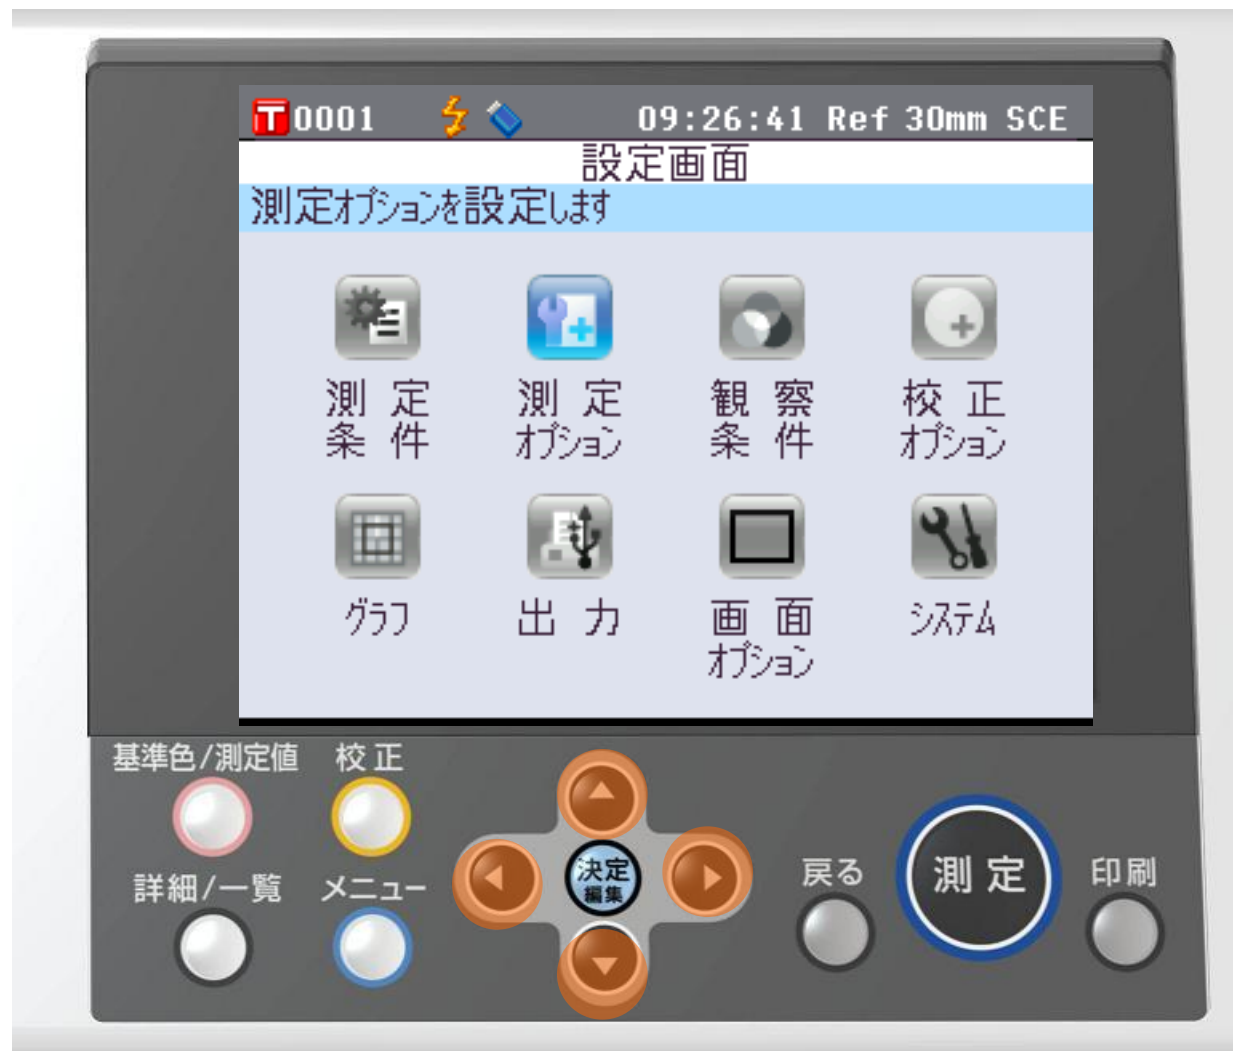 T0001 09:26:41 Ref 30mm SCE
設定画面
測定オプションを設定します
測定
条件
測定
オプション
観察
条件
校正
オプション
グラフ
出力
画面
オプション
システム
基準色/測定値
校正
詳細/一覧
メニュー
決定
編集
戻る
測定
印刷